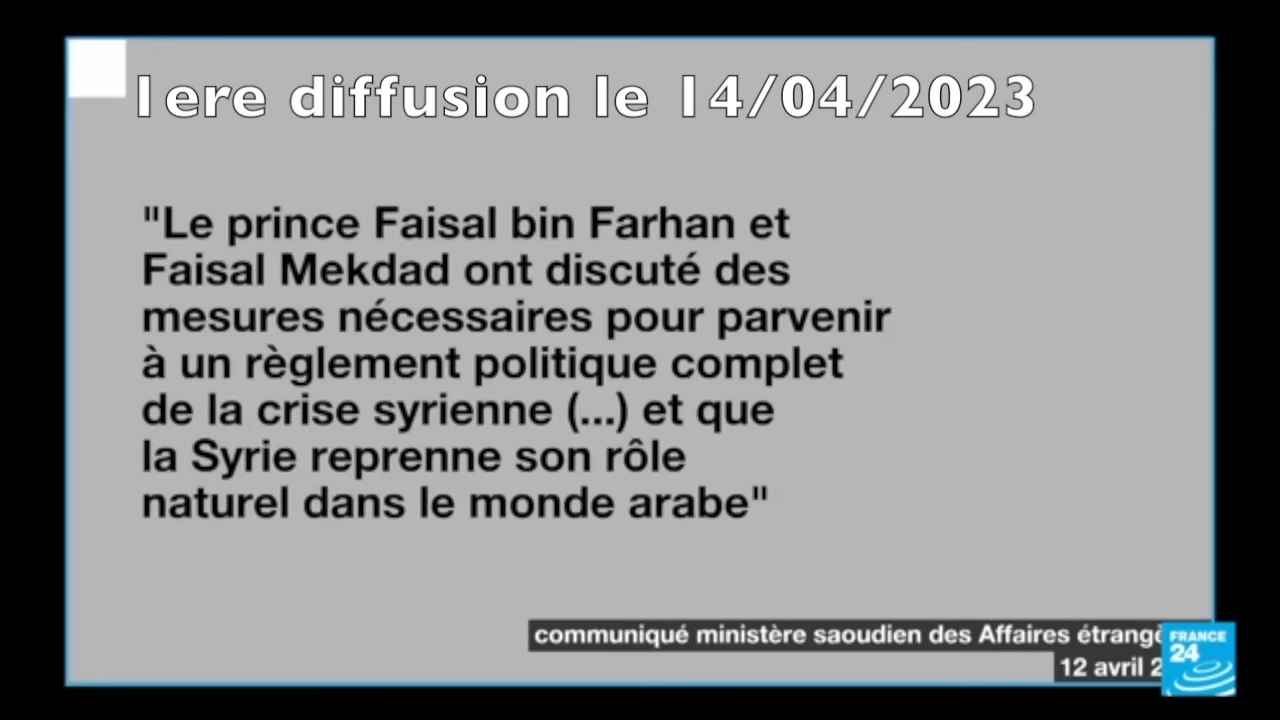 1ere diffusion le 14/04/2023
"Le prince Faisal bin Farhan et
Faisal Mekdad ont discuté des
mesures nécessaires pour parvenir
à un règlement politique complet
de la crise syrienne (...) et que
la Syrie reprenne son rôle
naturel dans le monde arabe"
communiqué ministère saoudien des Affaires
12 avril
FRANCE
24